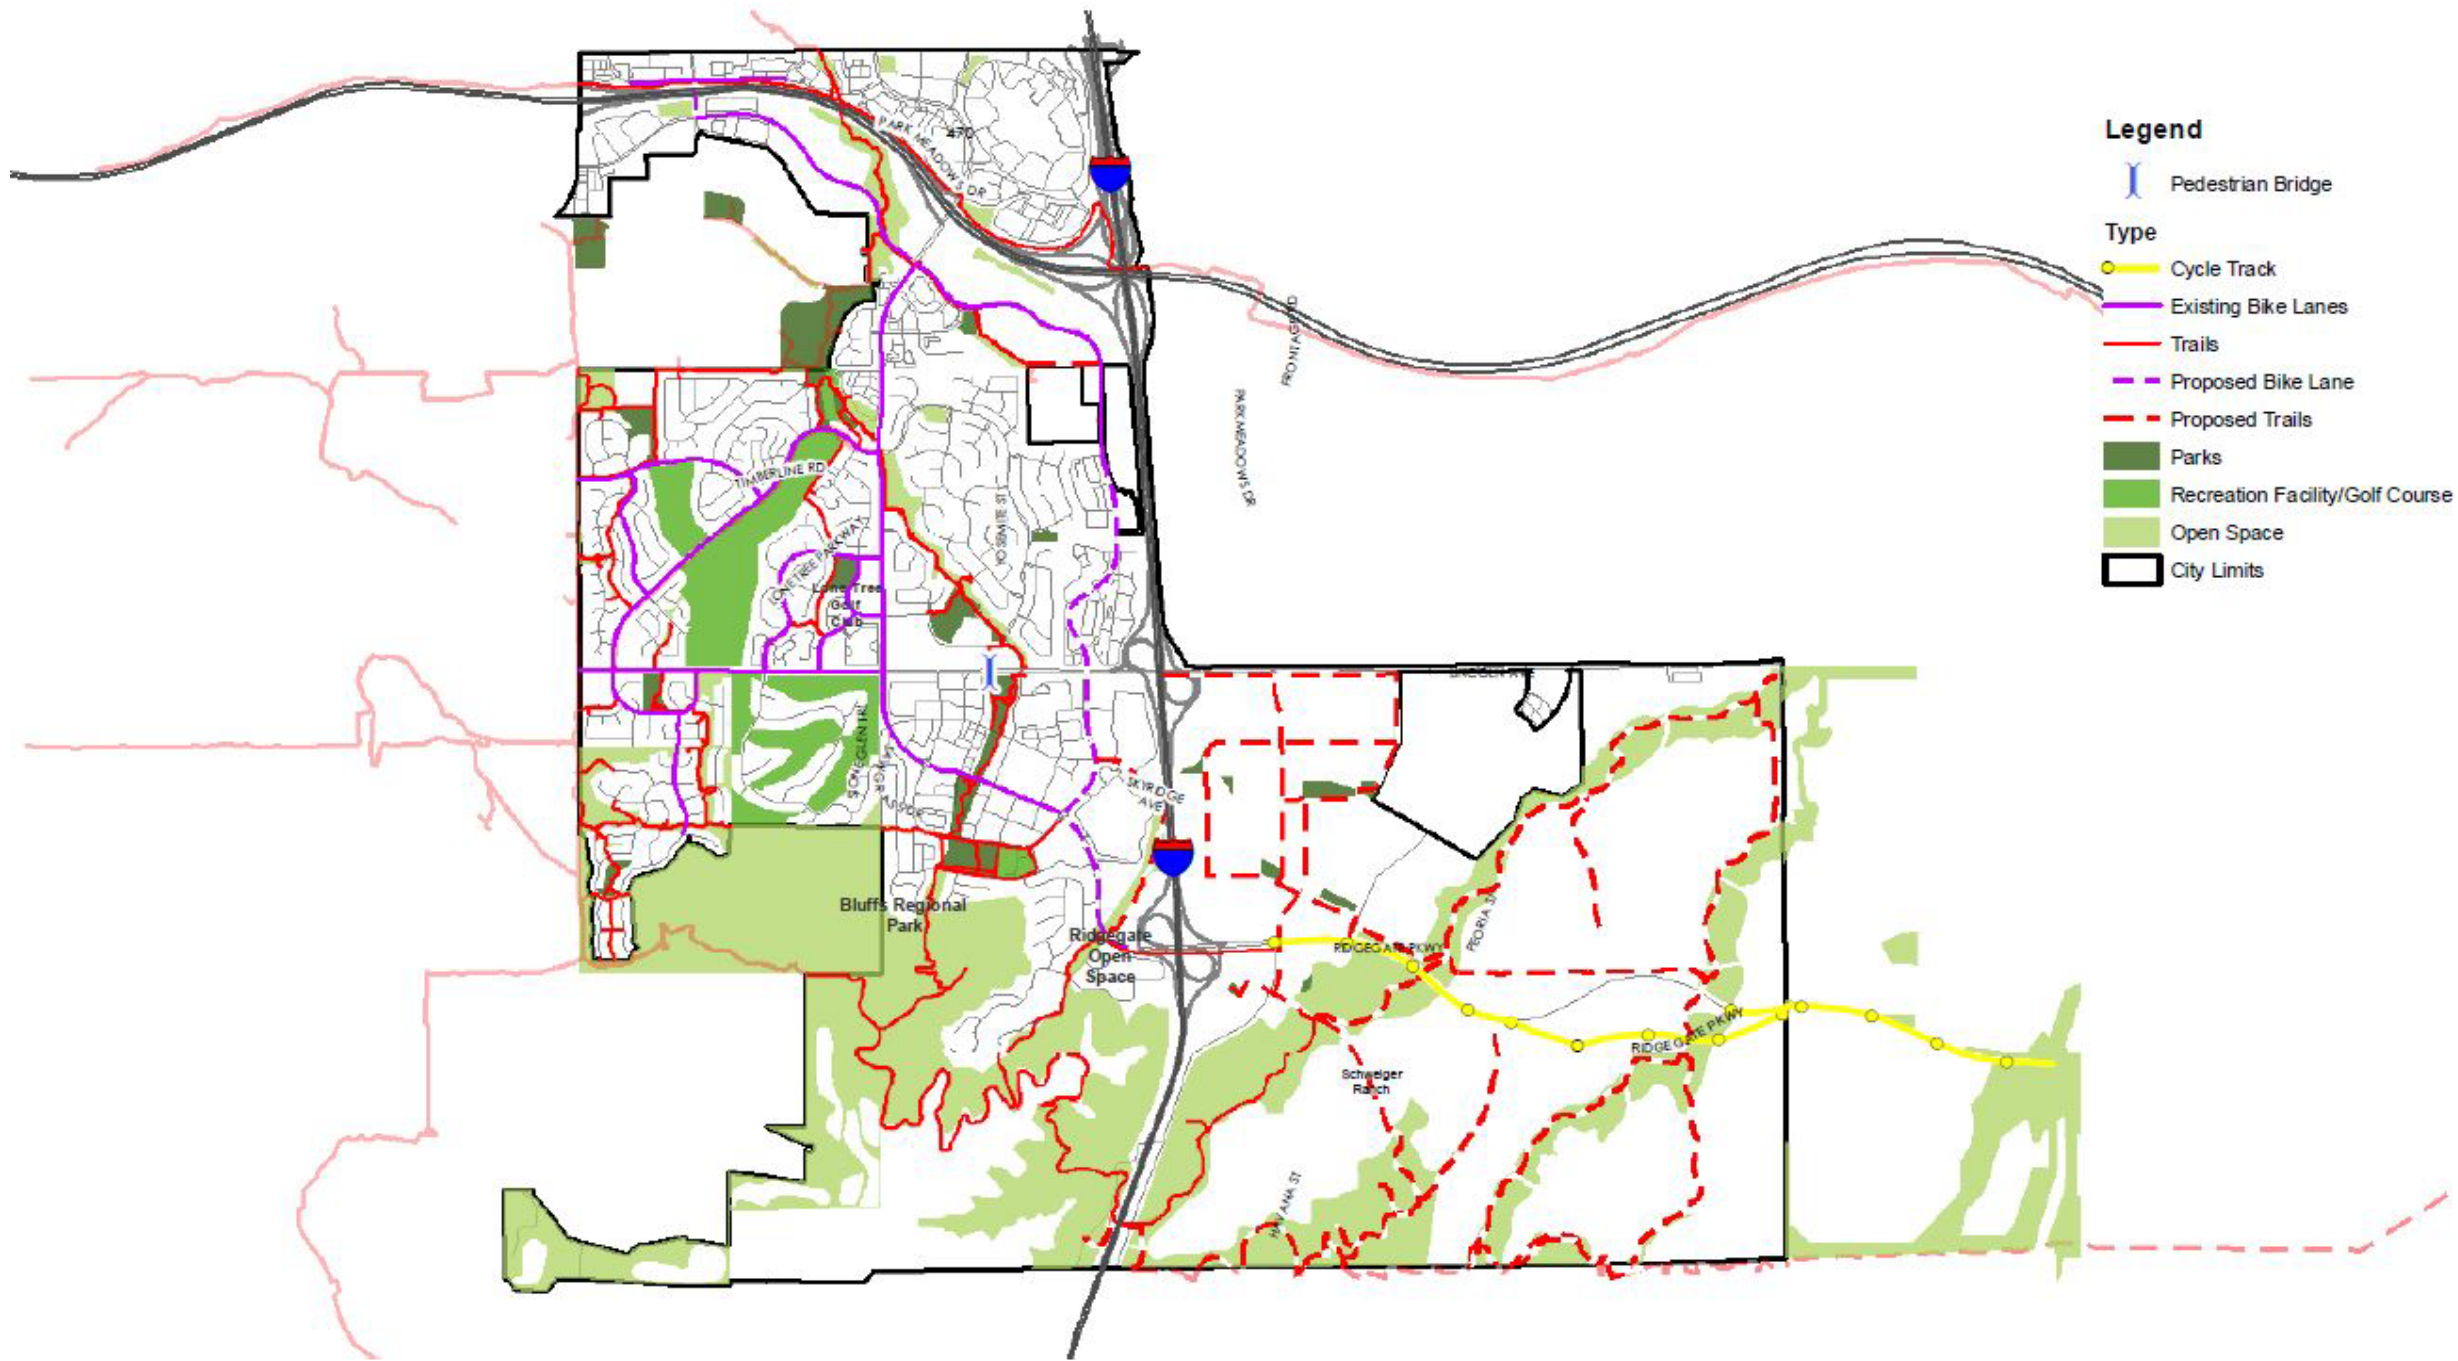 PARK MEADOWS DR
470
FRONTAGE RD
PARK MEADOWS DR
TIMBERLINE RD
YOSEMITE ST
LONE TREE PARKWAY
Lone Tree
Golf
Club
SKYRIDGE
AVE
Bluffs Regional
Park
Ridgegate
Open
Space
RIDGEGATE PKWY
PEORIA ST
RIDGE GATE PKWY
Schweiger
Ranch
HAVANA ST
Legend
Pedestrian Bridge
Type
Cycle Track
Existing Bike Lanes
Trails
Proposed Bike Lane
Proposed Trails
Parks
Recreation Facility/Golf Course
Open Space
City Limits